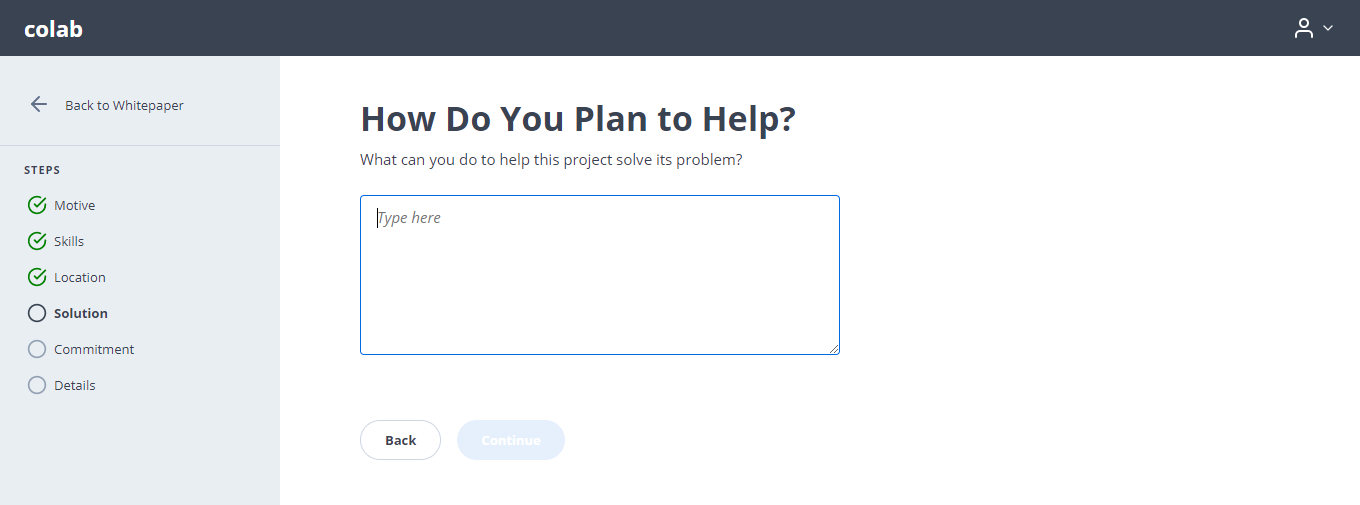 colab
Back to Whitepaper
STEPS
Motive
Skills
Location
Solution
Commitment
Details
How Do You Plan to Help?
What can you do to help this project solve its problem?
Type here
Back
Continue